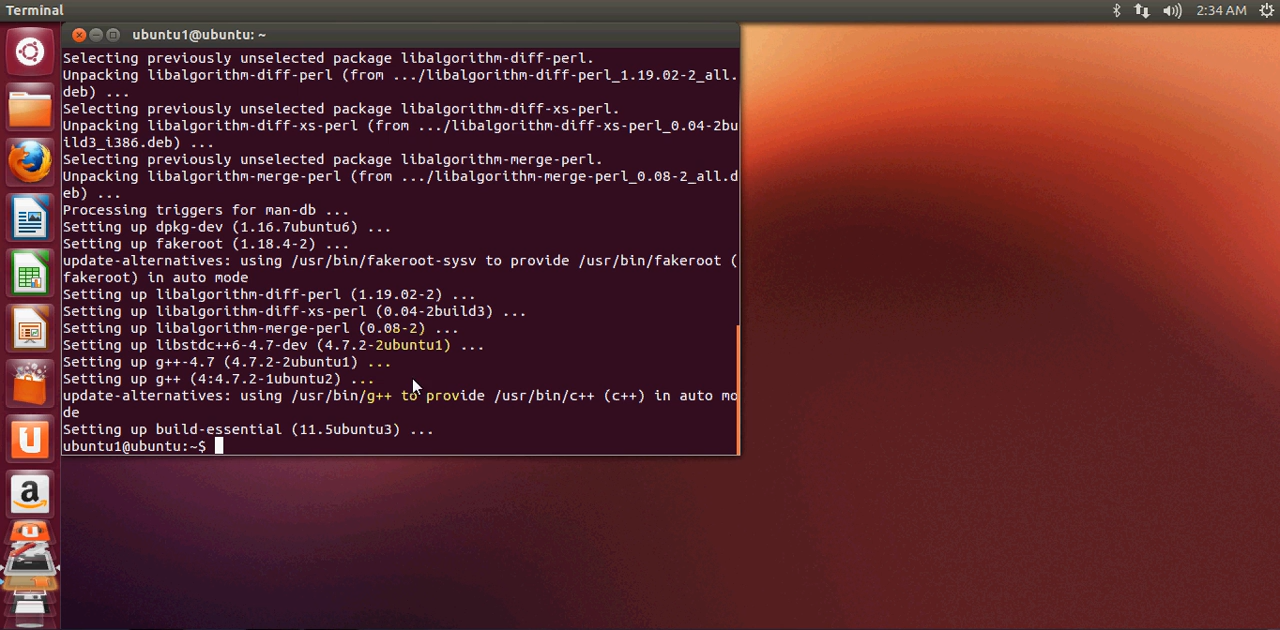 Terminal
2:34 AM
ubuntu1@ubuntu: ~
Selecting previously unselected package libalgorithm-diff-perl.
Unpacking libalgorithm-diff-perl (from .../libalgorithm-diff-perl_1.19.02-2_all.
deb) ...
Selecting previously unselected package libalgorithm-diff-xs-perl.
Unpacking libalgorithm-diff-xs-perl (from .../libalgorithm-diff-xs-perl_0.04-2bu
ild3_i386.deb) ...
Selecting previously unselected package libalgorithm-merge-perl.
Unpacking libalgorithm-merge-perl (from .../libalgorithm-merge-perl_0.08-2_all.d
eb) ...
Processing triggers for man-db ...
Setting up dpkg-dev (1.16.7ubuntu6) ...
Setting up fakeroot (1.18.4-2) ...
update-alternatives: using /usr/bin/fakeroot-sysv to provide /usr/bin/fakeroot (
fakeroot) in auto mode
Setting up libalgorithm-diff-perl (1.19.02-2) ...
Setting up libalgorithm-diff-xs-perl (0.04-2build3) ...
Setting up libalgorithm-merge-perl (0.08-2) ...
Setting up libstdc++6-4.7-dev (4.7.2-2ubuntu1) ...
Setting up g++-4.7 (4.7.2-2ubuntu1) ...
Setting up g++ (4:4.7.2-1ubuntu2) ...
update-alternatives: using /usr/bin/g++ to provide /usr/bin/c++ (c++) in auto mo
de
Setting up build-essential (11.5ubuntu3) ...
ubuntu1@ubuntu:~$